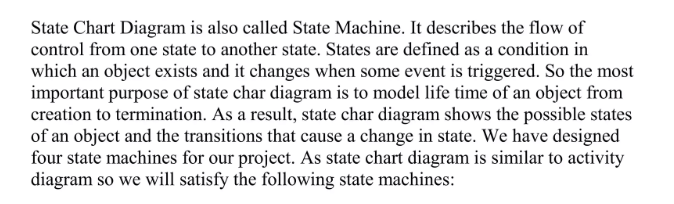 State Chart Diagram is also called State Machine. It describes the flow of
control from one state to another state. States are defined as a condition in
which an object exists and it changes when some event is triggered. So the most
important purpose of state char diagram is to model life time of an object from
creation to termination. As a result, state char diagram shows the possible states
of an object and the transitions that cause a change in state. We have designed
four state machines for our project. As state chart diagram is similar to activity
diagram so we will satisfy the following state machines: